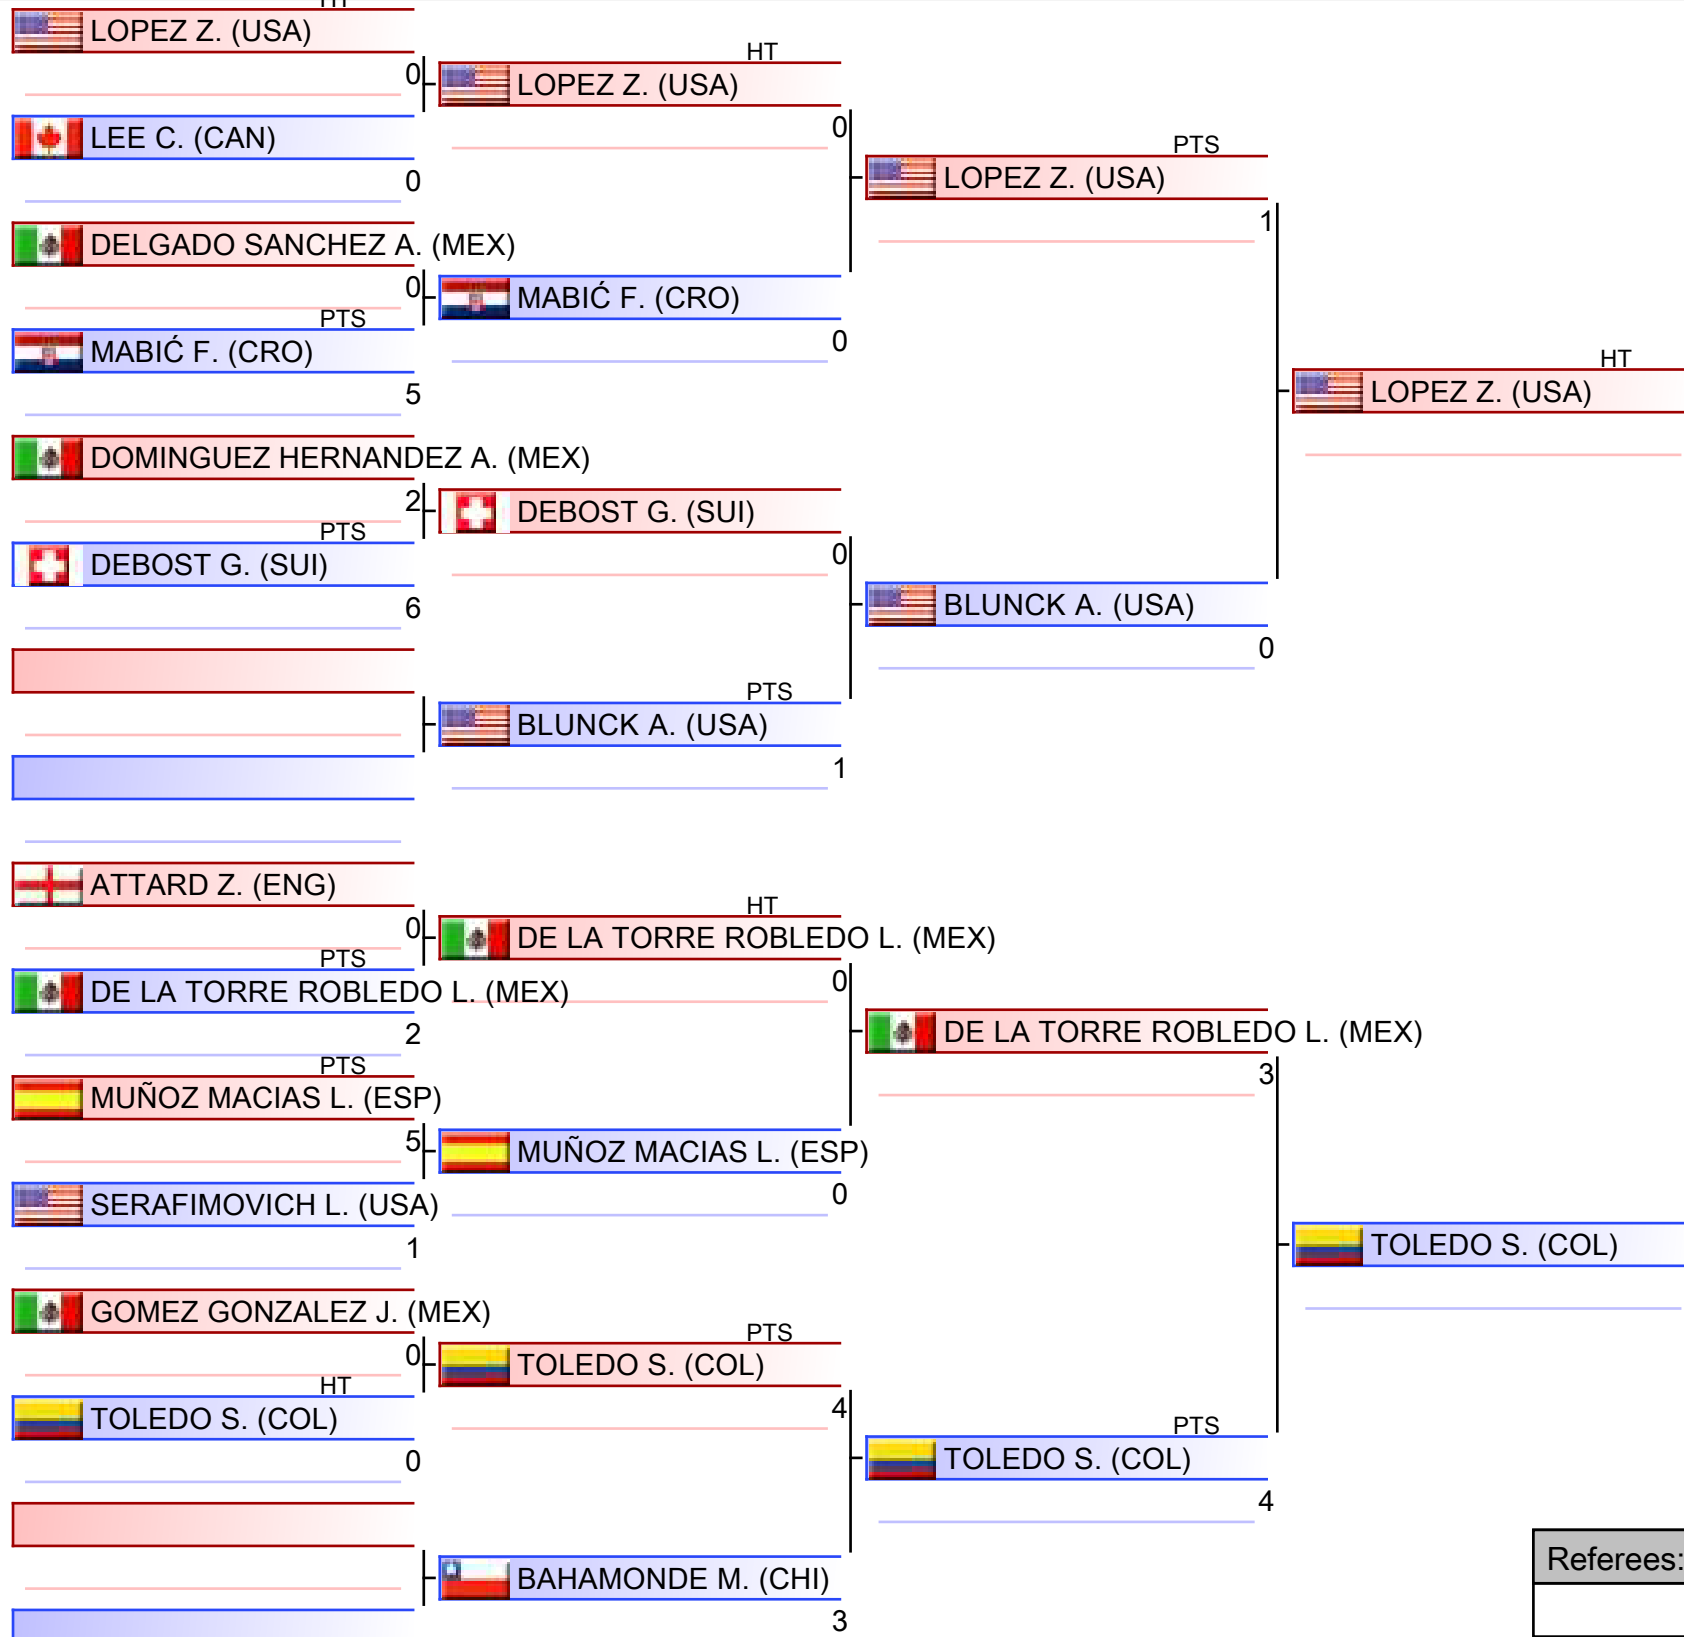 HT
LOPEZ Z. (USA)
0
LEE C. (CAN)
0
DELGADO SANCHEZ A. (MEX)
0
PTS
MABIĆ F. (CRO)
5
DOMINGUEZ HERNANDEZ A. (MEX)
2
PTS
DEBOST G. (SUI)
6
ATTARD Z. (ENG)
0
PTS
DE LA TORRE ROBLEDO L. (MEX)
2
PTS
MUÑOZ MACIAS L. (ESP)
5
SERAFIMOVICH L. (USA)
1
GOMEZ GONZALEZ J. (MEX)
0
HT
TOLEDO S. (COL)
0
HT
LOPEZ Z. (USA)
0
MABIĆ F. (CRO)
0
DEBOST G. (SUI)
0
PTS
BLUNCK A. (USA)
1
HT
DE LA TORRE ROBLEDO L. (MEX)
0
MUÑOZ MACIAS L. (ESP)
0
PTS
TOLEDO S. (COL)
4
BAHAMONDE M. (CHI)
3
PTS
LOPEZ Z. (USA)
1
BLUNCK A. (USA)
0
DE LA TORRE ROBLEDO L. (MEX)
3
PTS
TOLEDO S. (COL)
4
HT
LOPEZ Z. (USA)
TOLEDO S. (COL)
Referees: